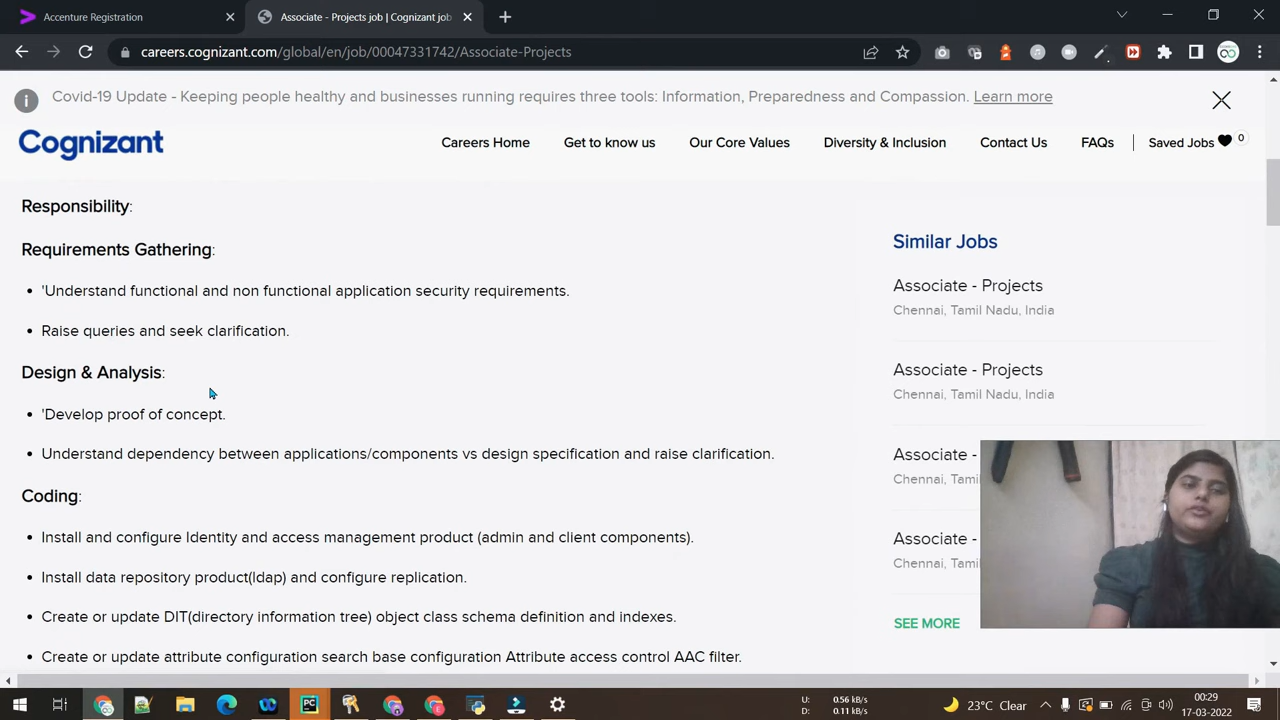 Accenture Registration
Associate - Projects job | Cognizant job
careers.cognizant.com/global/en/job/00047331742/Associate-Projects
Covid-19 Update - Keeping people healthy and businesses running requires three tools: Information, Preparedness and Compassion. Learn more
Cognizant
Careers Home
Get to know us
Our Core Values
Diversity & Inclusion
Contact Us
FAQs
Saved Jobs
0
Responsibility:
Requirements Gathering:
• 'Understand functional and non functional application security requirements.
• Raise queries and seek clarification.
Design & Analysis:
• 'Develop proof of concept.
• Understand dependency between applications/components vs design specification and raise clarification.
Coding:
• Install and configure Identity and access management product (admin and client components).
• Install data repository product(ldap) and configure replication.
• Create or update DIT(directory information tree) object class schema definition and indexes.
• Create or update attribute configuration search base configuration Attribute access control AAC filter.
Similar Jobs
Associate - Projects
Chennai, Tamil Nadu, India
Associate - Projects
Chennai, Tamil Nadu, India
Associate -
Chennai, Tamil
Associate -
Chennai, Tamil
SEE MORE
PC
U: 0.56 kB/s
D: 0.11 kB/s
23°C Clear
00:29
17-03-2022